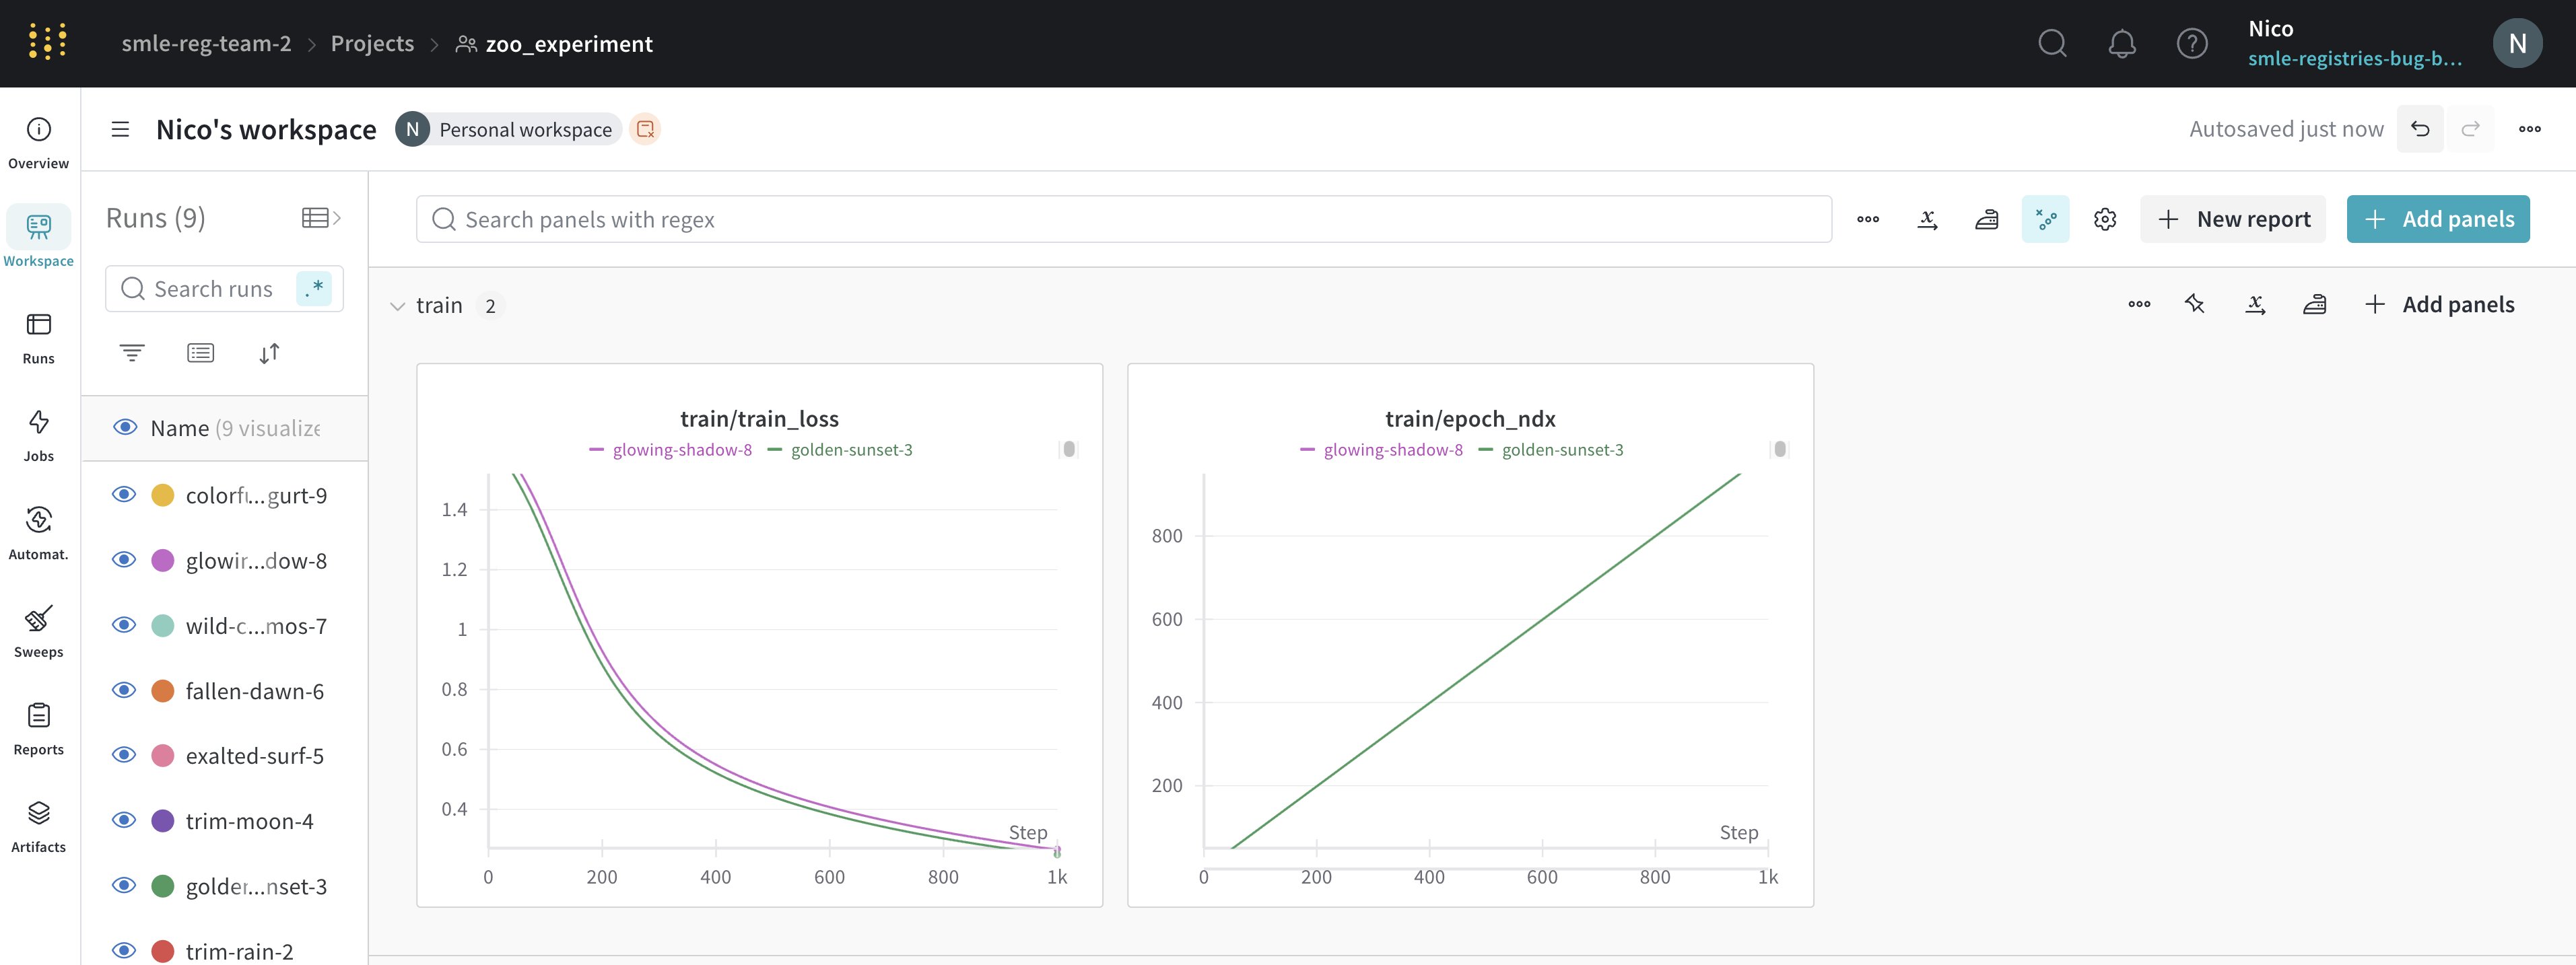 smle-reg-team-2 > Projects > zoo_experiment
Nico
smle-registries-bug-b...
N
Nico's workspace
N Personal workspace
Autosaved just now
Overview
Workspace
Runs
Jobs
Automat.
Sweeps
Reports
Artifacts
Runs (9)
Search runs .*
Name (9 visualize
colorfu...gurt-9
glowir...dow-8
wild-c...mos-7
fallen-dawn-6
exalted-surf-5
trim-moon-4
golder...nset-3
trim-rain-2
Search panels with regex
New report
Add panels
train 2
Add panels
train/train_loss
glowing-shadow-8 golden-sunset-3
1.4
1.2
1
0.8
0.6
0.4
Step
0 200 400 600 800 1k
train/epoch_ndx
glowing-shadow-8 golden-sunset-3
800
600
400
200
Step
0 200 400 600 800 1k